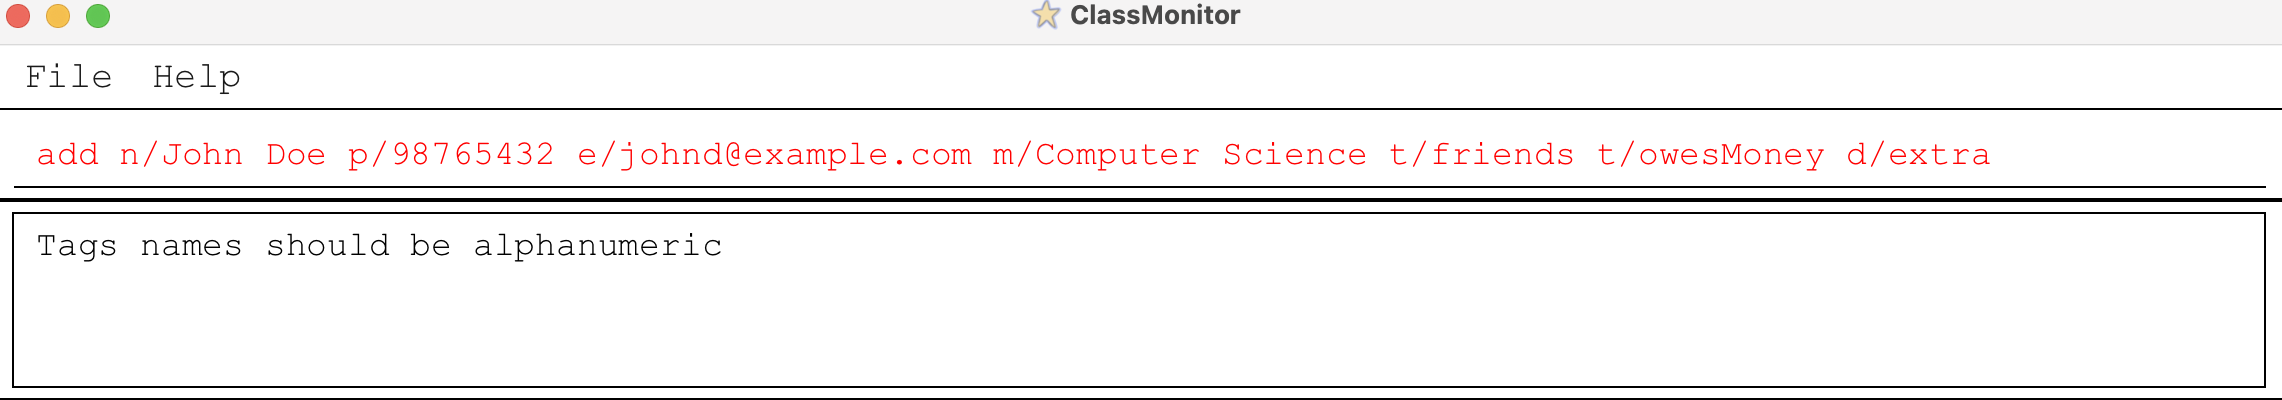 ClassMonitor
File Help
add n/John Doe p/98765432 e/johnd@example.com m/Computer Science t/friends t/owesMoney d/extra
Tags names should be alphanumeric